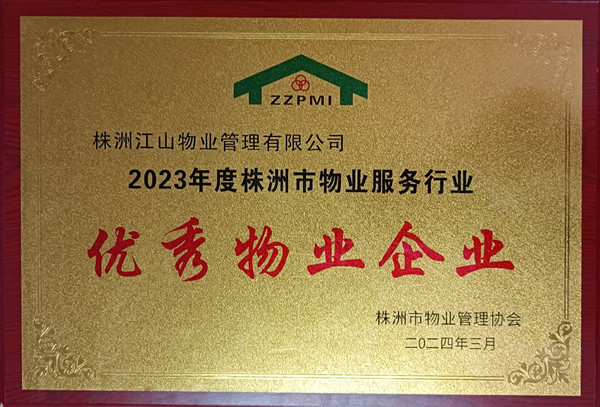 ZZPMI
株洲江山物业管理有限公司
2023年度株洲市物业服务行业
优秀物业企业
株洲市物业管理协会
二0二四年三月